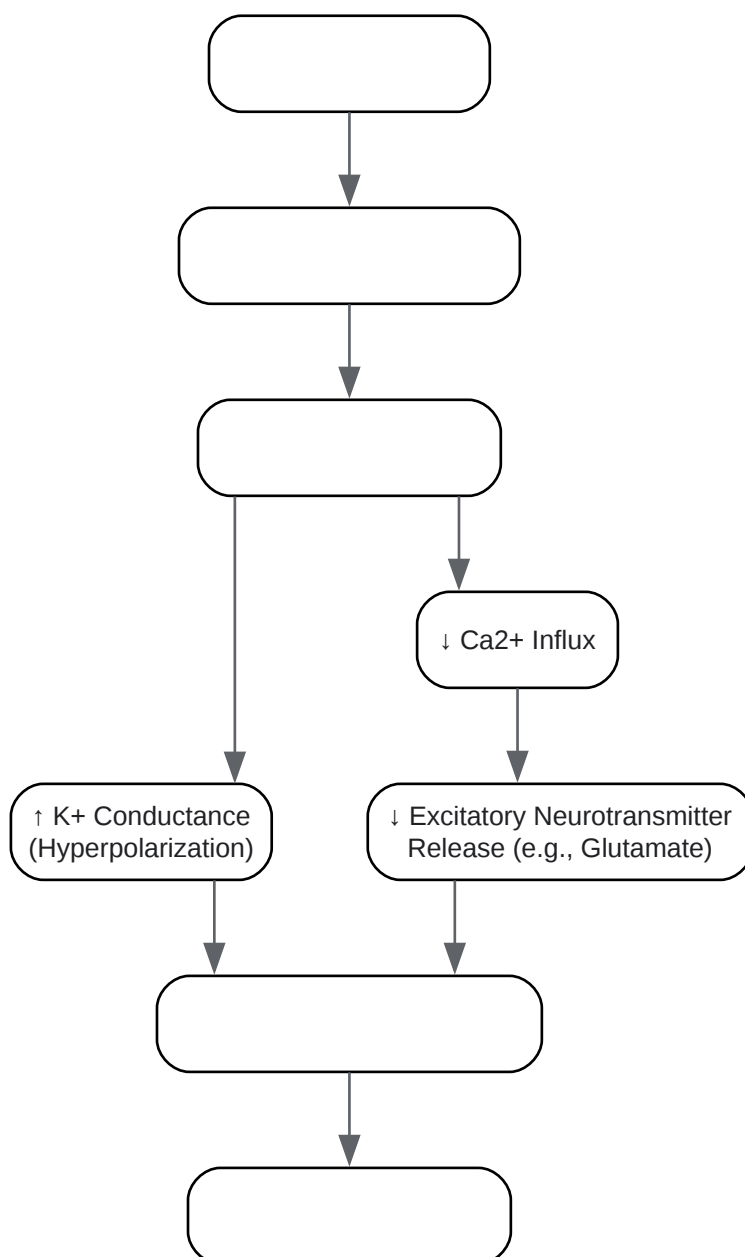 ↓ Ca2+ Influx
↑ K+ Conductance
(Hyperpolarization)
↓ Excitatory Neurotransmitter
Release (e.g., Glutamate)